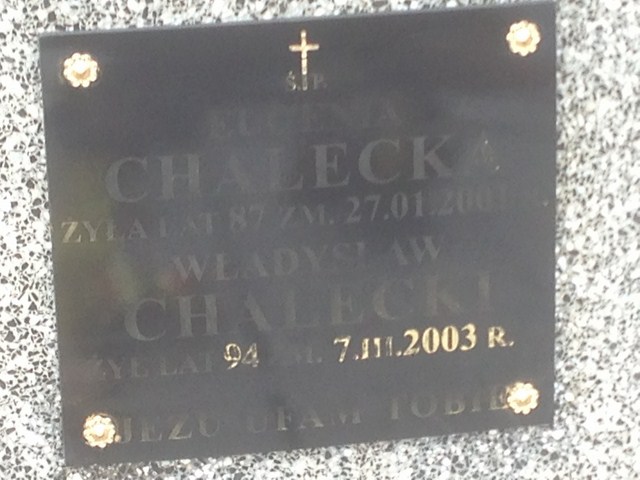 Ś.P.
EUGENIA
CHALECKA
ŻYŁA LAT 87 ZM. 27.01.2001
WŁADYSŁAW
CHALECKI
ŻYŁ LAT 94 ZM. 7.III.2003 R.
JEZU UFAM TOBIE